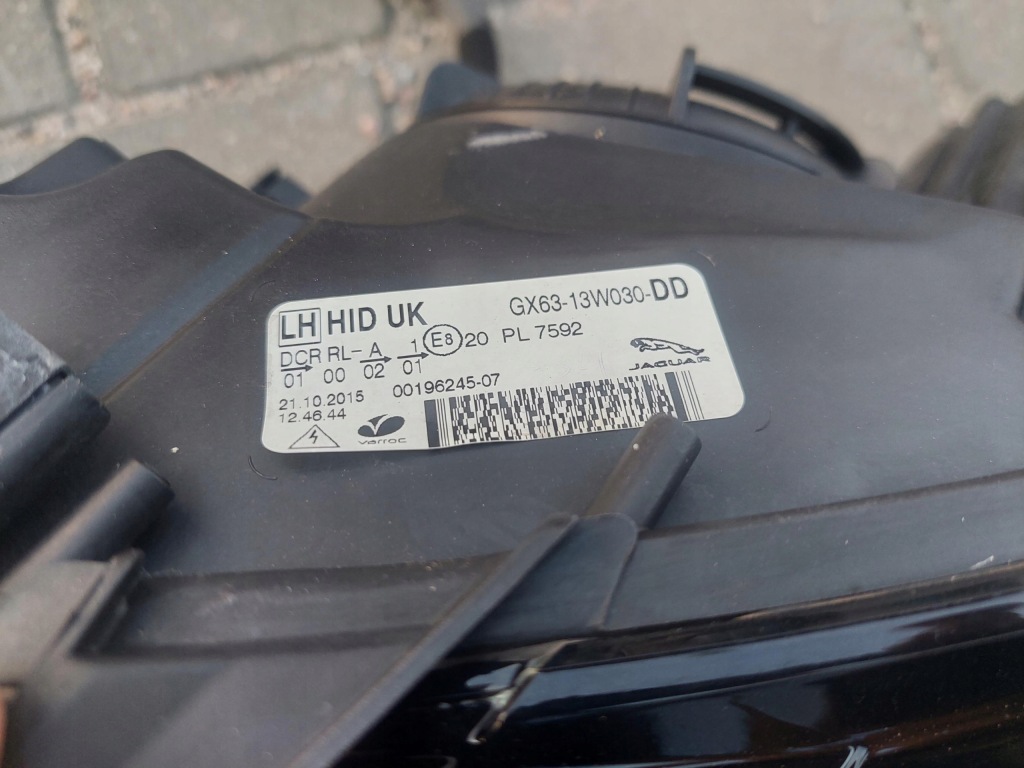 LH HID UK GX63-13W030-DD
DCR RL- A 1 E8 20 PL 7592
01 00 02 01
00196245-07
JAGUAR
21.10.2015
12.46.44
varroc